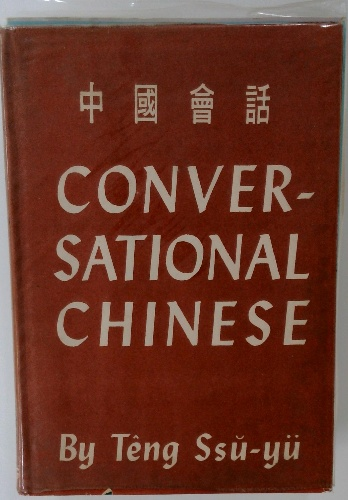 中國會話
CONVER-
SATIONAL
CHINESE
By Têng Ssŭ-yü